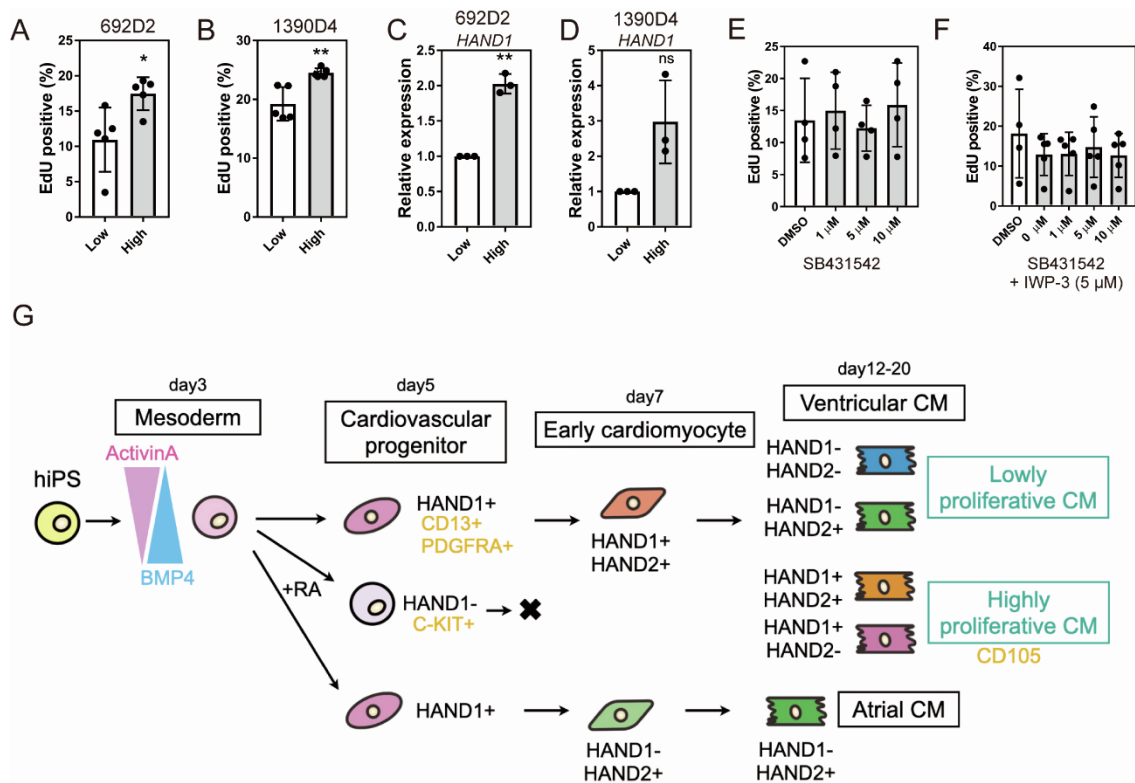 A
692D2
EdU positive (%)
25
20
15
10
5
0
*
Low
High
B
1390D4
EdU positive (%)
30
20
10
0
**
Low
High
C
692D2
HAND1
Relative expression
2.5
2.0
1.5
1.0
0.5
0.0
**
Low
High
D
1390D4
HAND1
Relative expression
5
4
3
2
1
0
ns
Low
High
E
EdU positive (%)
25
20
15
10
5
0
DMSO
1 μM
5 μM
10 μM
SB431542
F
EdU positive (%)
40
30
20
10
0
DMSO
0 μM
1 μM
5 μM
10 μM
SB431542
+ IWP-3 (5 μM)
G
day3
Mesoderm
day5
Cardiovascular
progenitor
day7
Early cardiomyocyte
day12-20
Ventricular CM
hiPS
ActivinA
BMP4
+RA
HAND1+
CD13+
PDGFRA+
HAND1-
C-KIT+
HAND1+
HAND1+
HAND2+
HAND1-
HAND2+
HAND1-
HAND2-
HAND1-
HAND2+
Lowly
proliferative CM
HAND1+
HAND2+
HAND1+
HAND2-
Highly
proliferative CM
CD105
Atrial CM
HAND1-
HAND2+